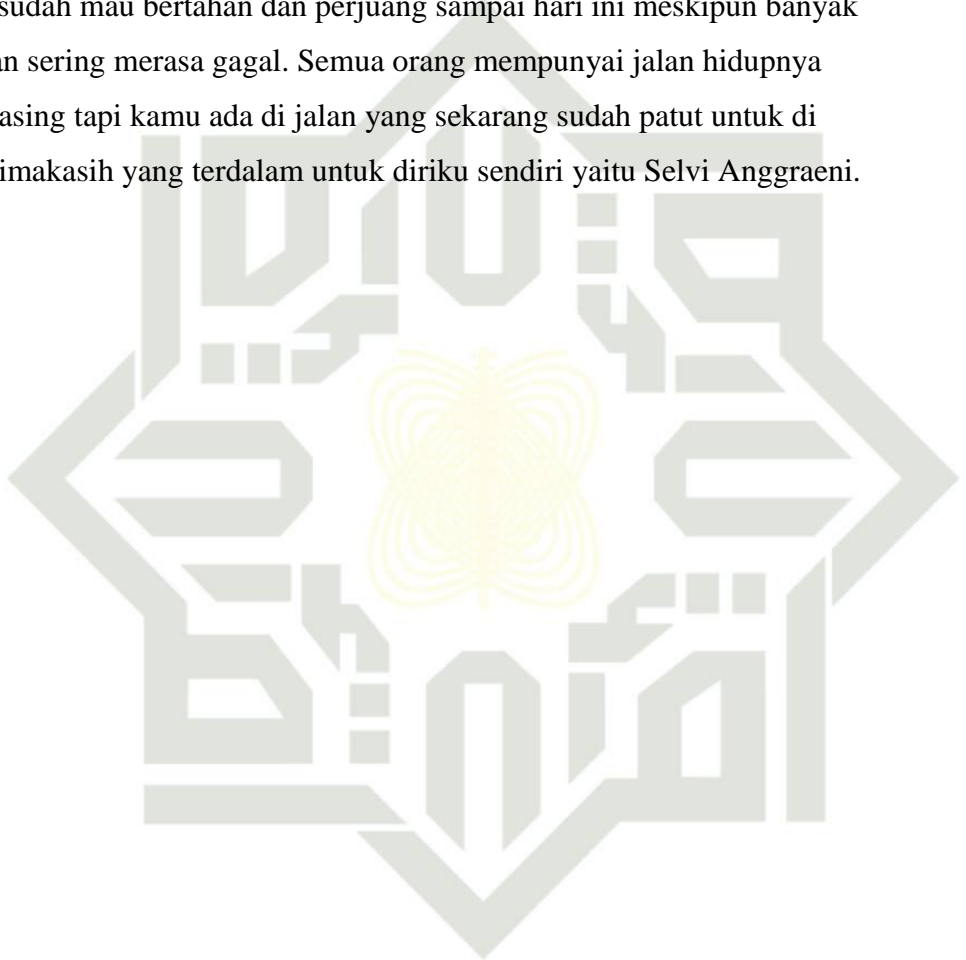 sudah mau bertahan dan perjuang sampai hari ini meskipun banyak
an sering merasa gagal. Semua orang mempunyai jalan hidupnya
asing tapi kamu ada di jalan yang sekarang sudah patut untuk di
imakasih yang terdalam untuk diriku sendiri yaitu Selvi Anggraeni.